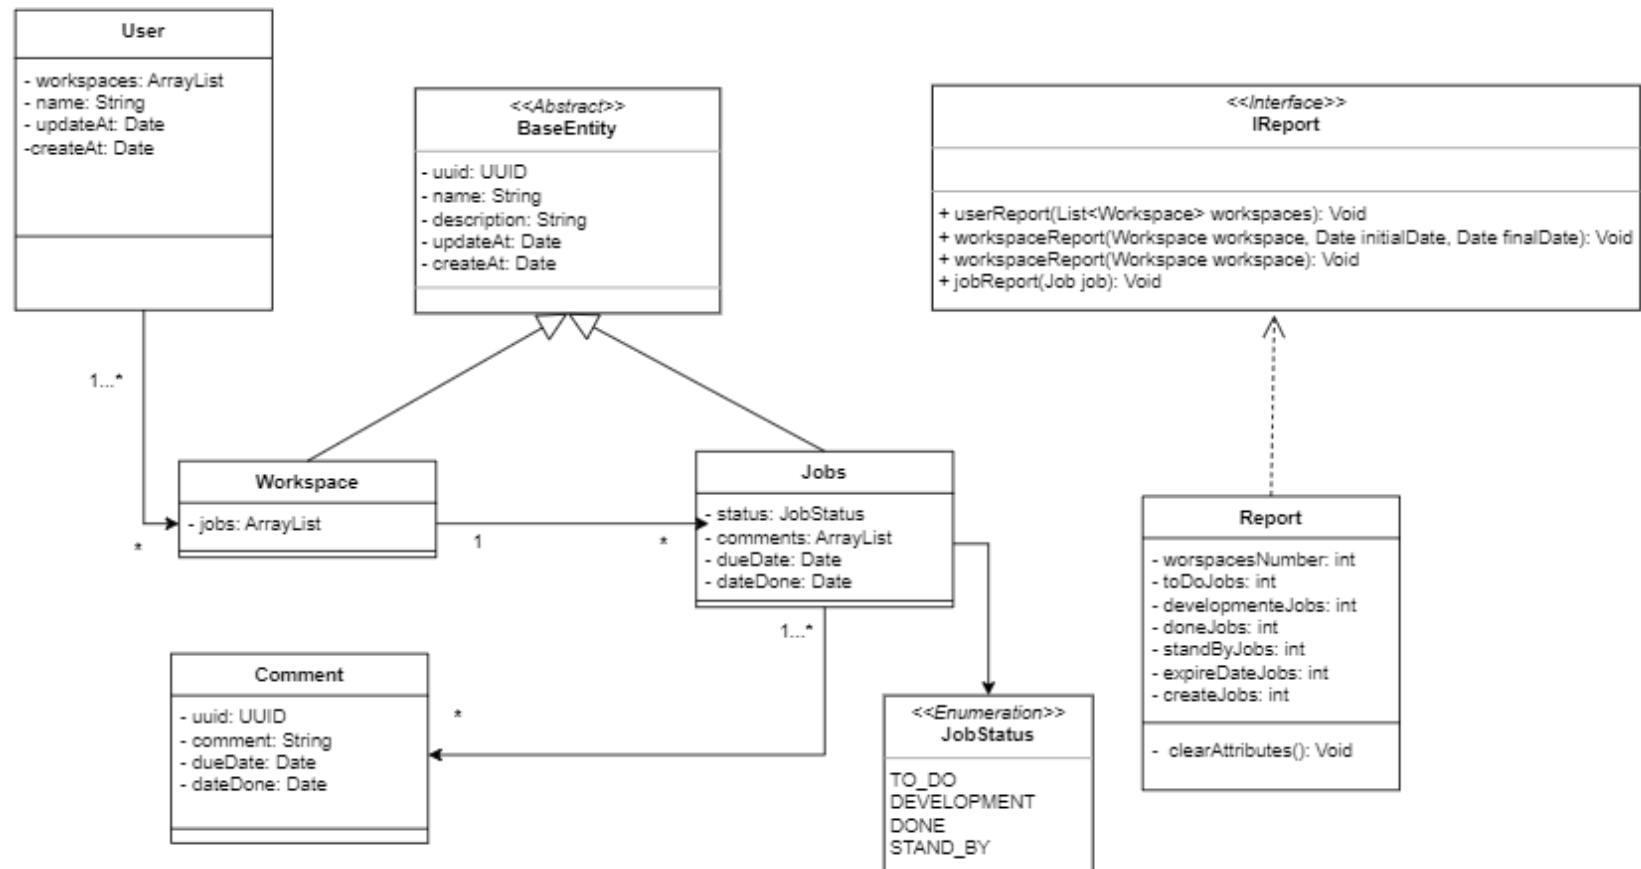 User
- workspaces: ArrayList
- name: String
- updateAt: Date
-createAt: Date
<<Abstract>>
BaseEntity
- uuid: UUID
- name: String
- description: String
- updateAt: Date
- createAt: Date
<<Interface>>
IReport
+ userReport(List<Workspace> workspaces): Void
+ workspaceReport(Workspace workspace, Date initialDate, Date finalDate): Void
+ workspaceReport(Workspace workspace): Void
+ jobReport(Job job): Void
1...*
*
Workspace
- jobs: ArrayList
1
*
Jobs
- status: JobStatus
- comments: ArrayList
- dueDate: Date
- dateDone: Date
1...*
*
Comment
- uuid: UUID
- comment: String
- dueDate: Date
- dateDone: Date
<<Enumeration>>
JobStatus
TO_DO
DEVELOPMENT
DONE
STAND_BY
Report
- worspacesNumber: int
- toDoJobs: int
- developmenteJobs: int
- doneJobs: int
- standByJobs: int
- expireDateJobs: int
- createJobs: int
- clearAttributes(): Void